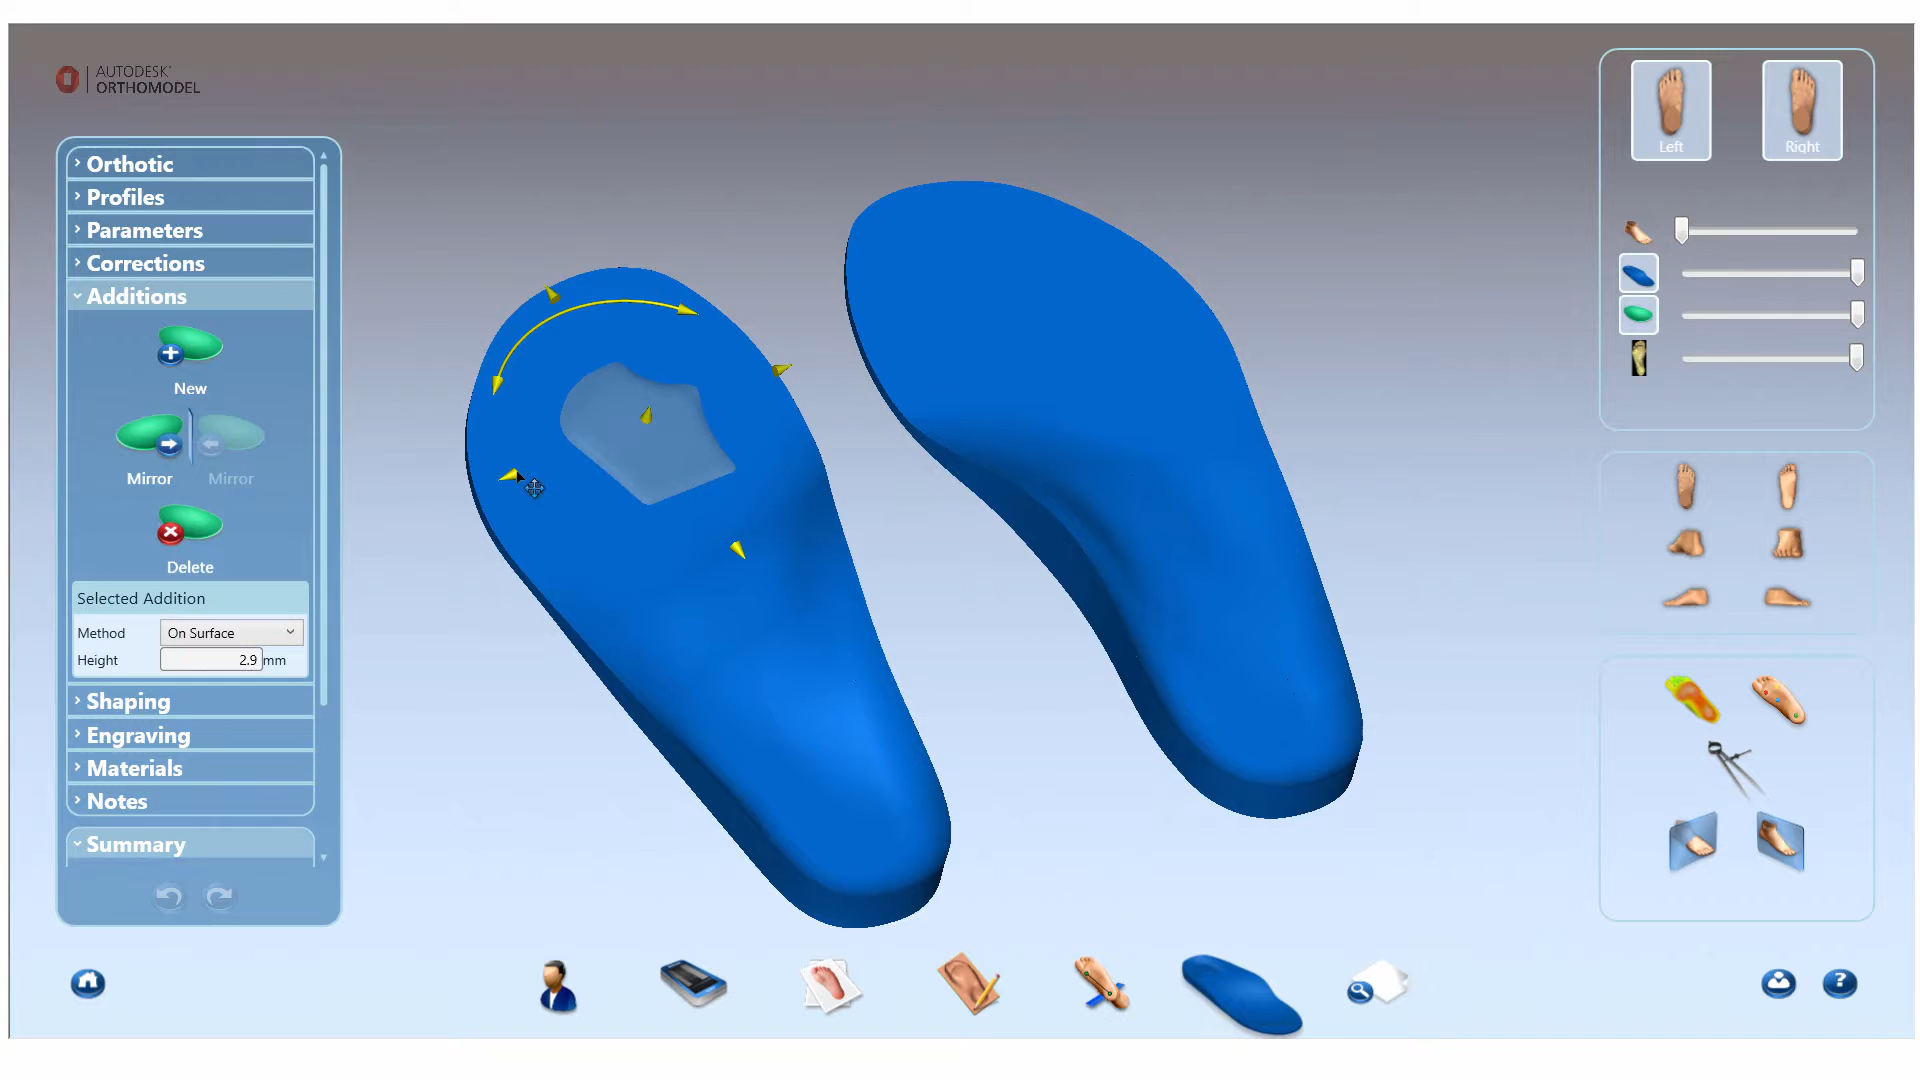 AUTODESK®
ORTHOMODEL
Orthotic
Profiles
Parameters
Corrections
Additions
New
Mirror
Mirror
Delete
Selected Addition
Method On Surface
Height 2.9 mm
Shaping
Engraving
Materials
Notes
Summary
Left Right
?